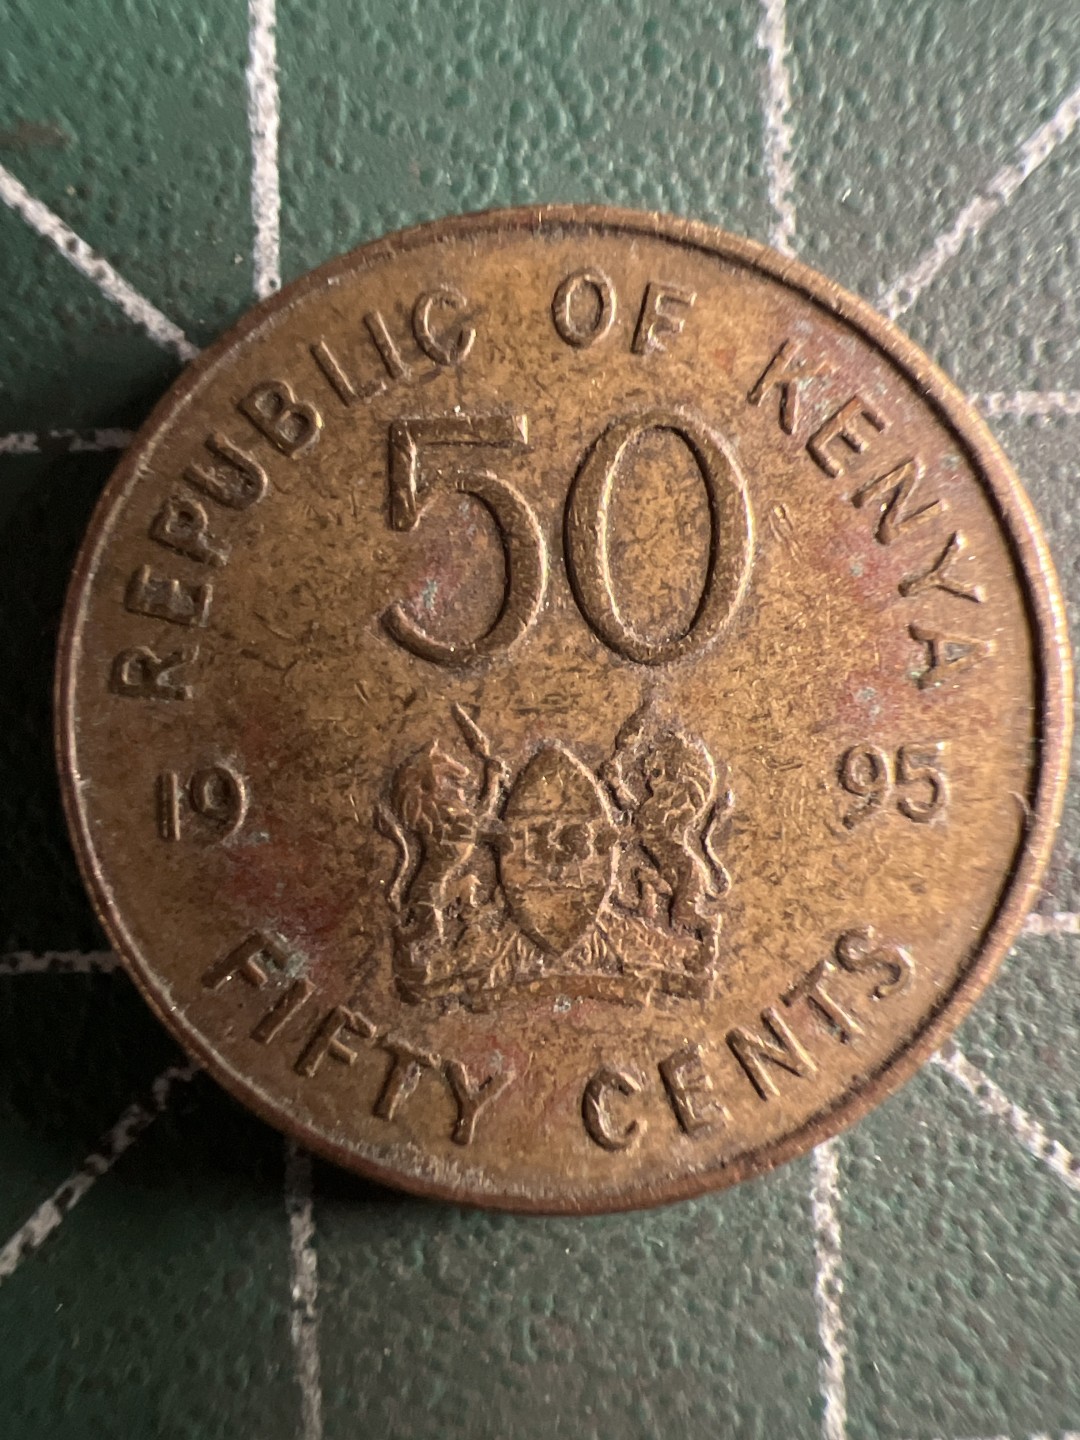 REPUBLIC OF KENYA
50
19 95
FIFTY CENTS